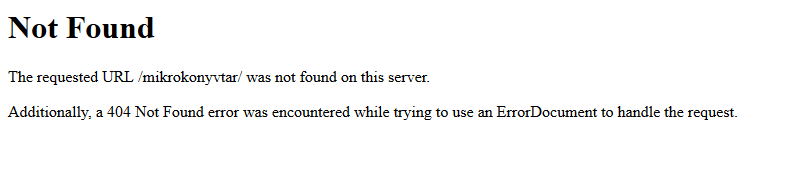 Not Found
The requested URL /mikrokonyvtar/ was not found on this server.
Additionally, a 404 Not Found error was encountered while trying to use an ErrorDocument to handle the request.